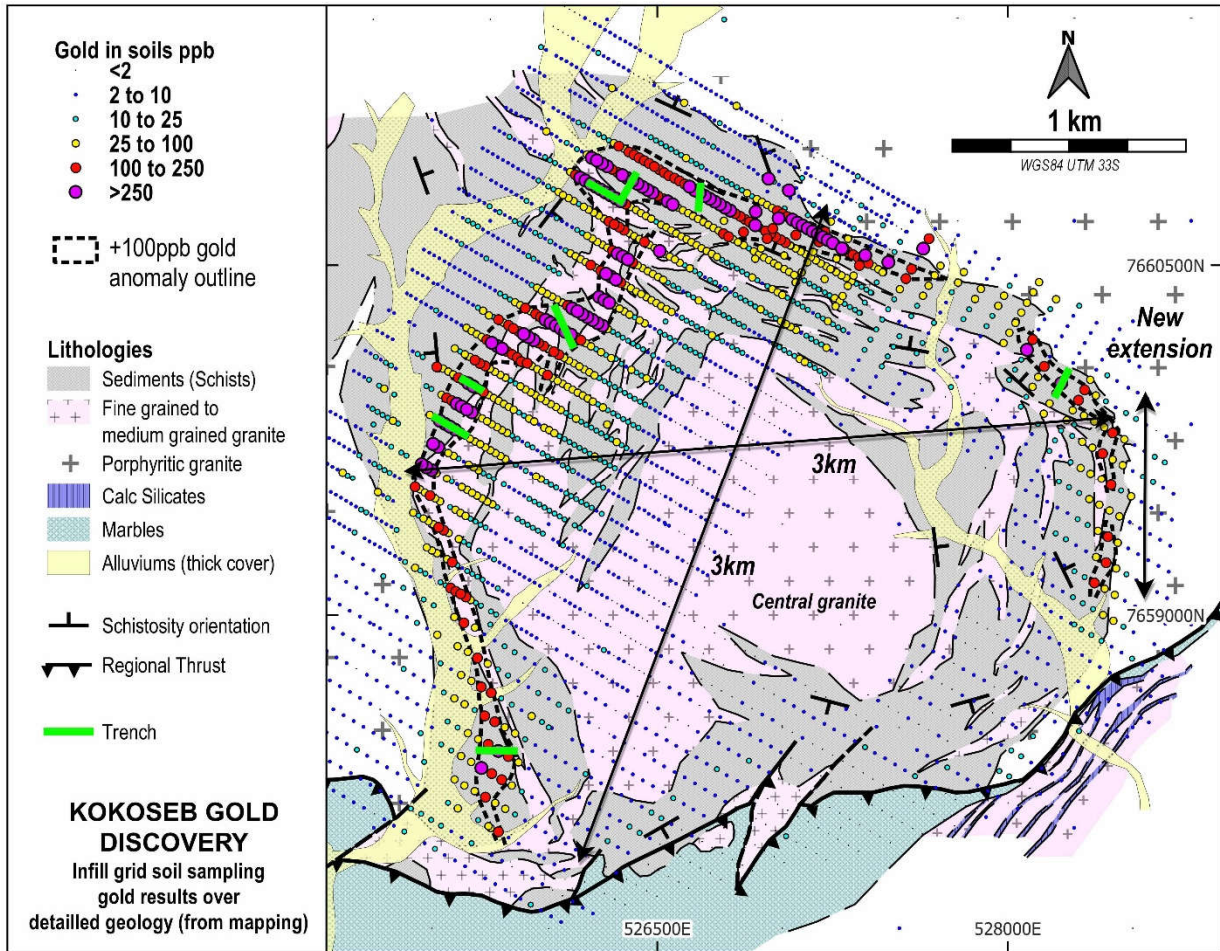 Gold in soils ppb
<2
2 to 10
10 to 25
25 to 100
100 to 250
>250
+100ppb gold
anomaly outline
Lithologies
Sediments (Schists)
Fine grained to
medium grained granite
Porphyritic granite
Calc Silicates
Marbles
Alluviums (thick cover)
Schistosity orientation
Regional Thrust
Trench
KOKOSEB GOLD
DISCOVERY
Infill grid soil sampling
gold results over
detailled geology (from mapping)
N
1 km
WGS84 UTM 33S
7660500N
New
extension
3km
3km
Central granite
7659000N
526500E
528000E